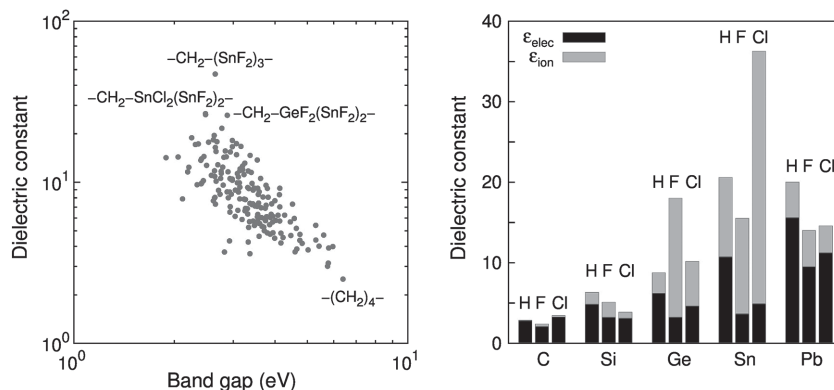 Dielectric constant
10²
10¹
10⁰
–CH₂–(SnF₂)₃–
–CH₂–SnCl₂(SnF₂)₂–
–CH₂–GeF₂(SnF₂)₂–
–(CH₂)₄–
10⁰
10¹
Band gap (eV)
Dielectric constant
40
30
20
10
0
ε_elec
ε_ion
H F Cl
H F Cl
H F Cl
H F Cl
H F Cl
C
Si
Ge
Sn
Pb